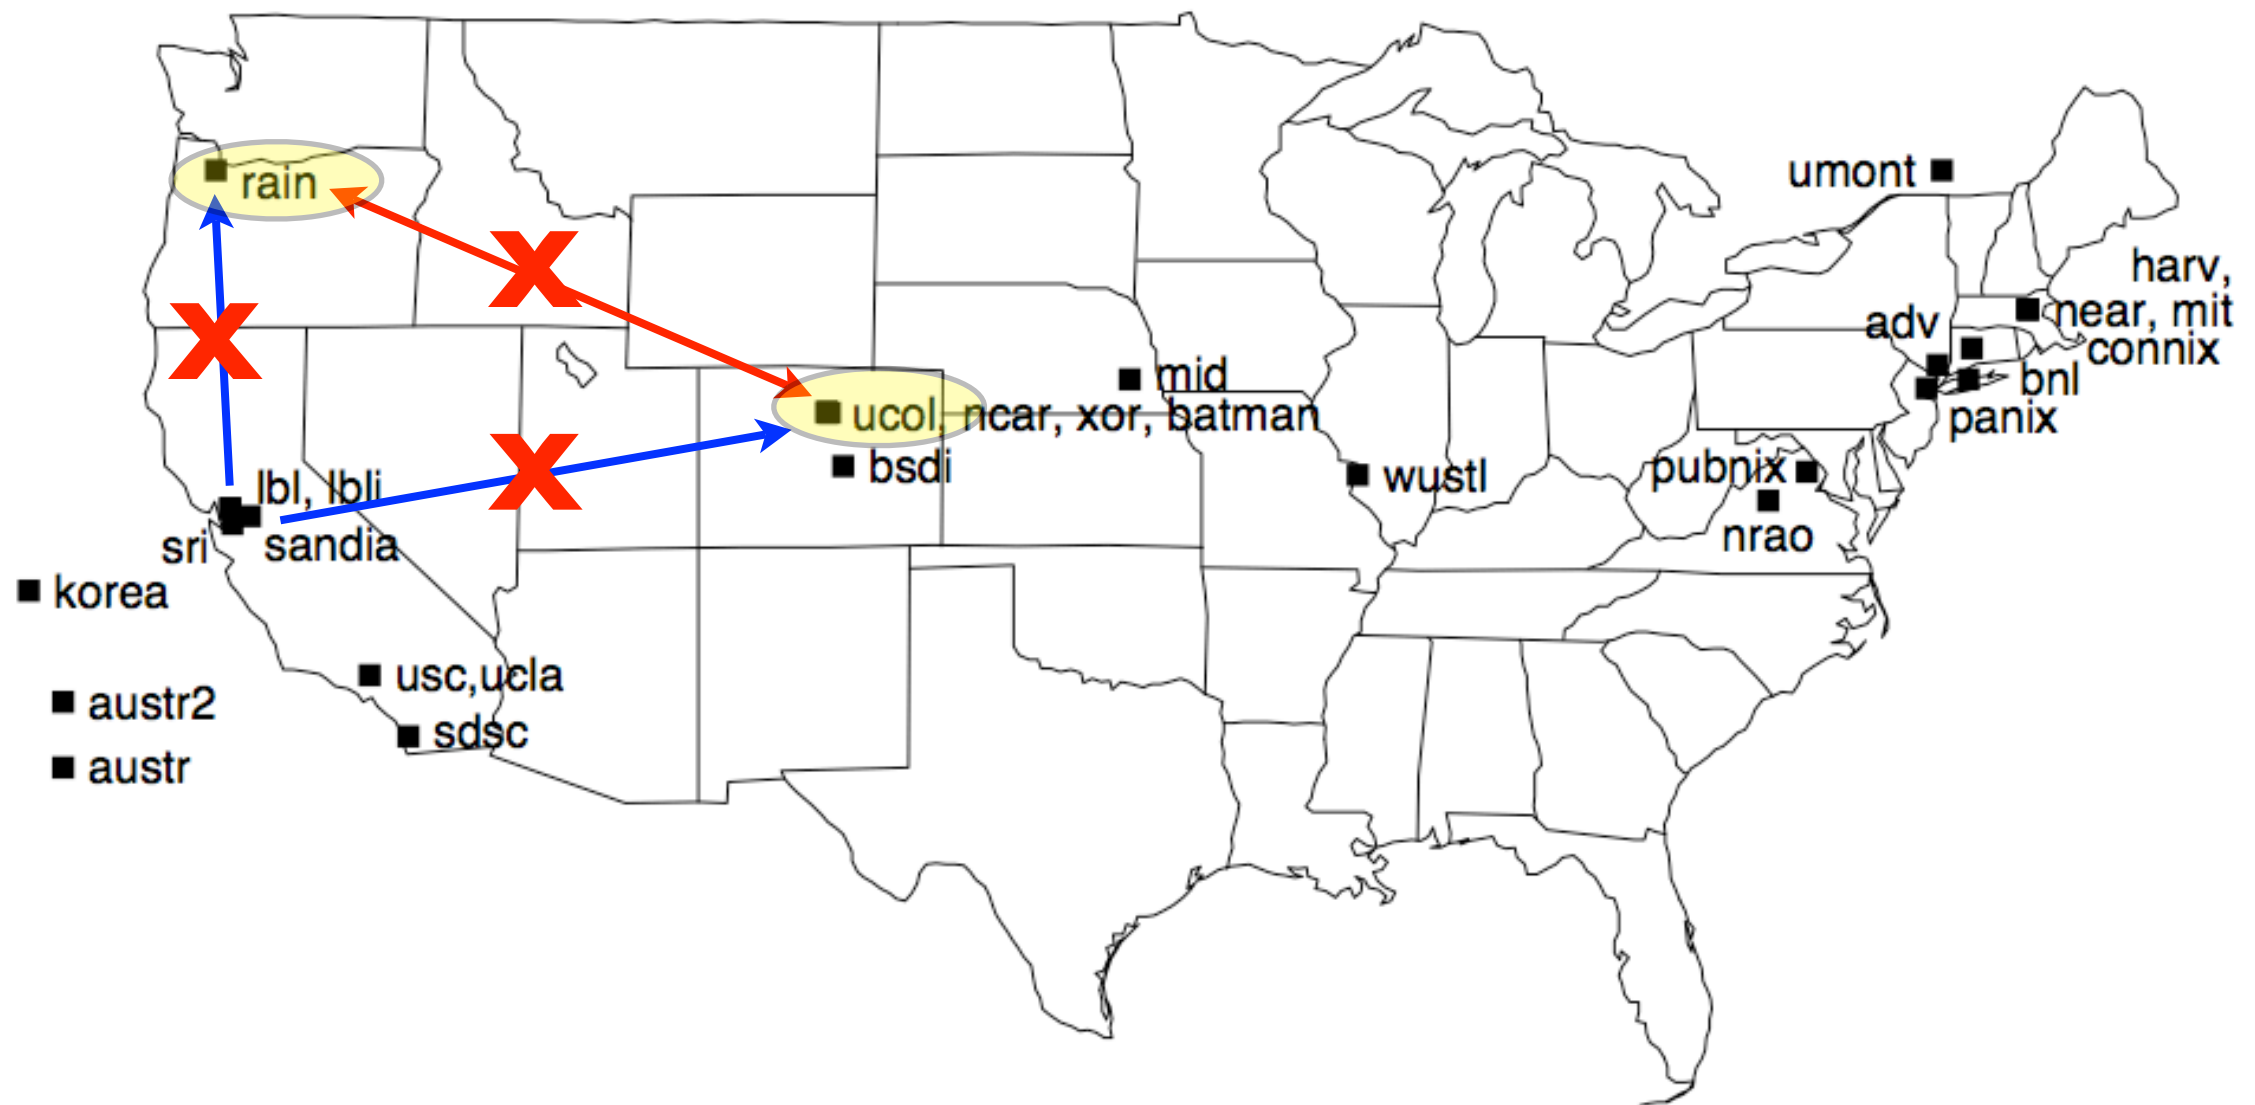 rain
umont
harv,
near, mit
adv
connix
mid
bnl
ucol, ncar, xor, batman
panix
bsdi
wustl
pubnix
lbl, lbli
nrao
sri
sandia
korea
usc,ucla
austr2
sdsc
austr
X
X
X